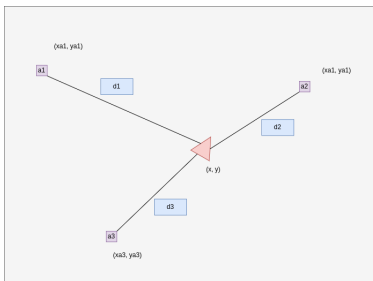 (xa1, ya1)
a1
(xa1, ya1)
d1
a2
d2
(x, y)
d3
a3
(xa3, ya3)